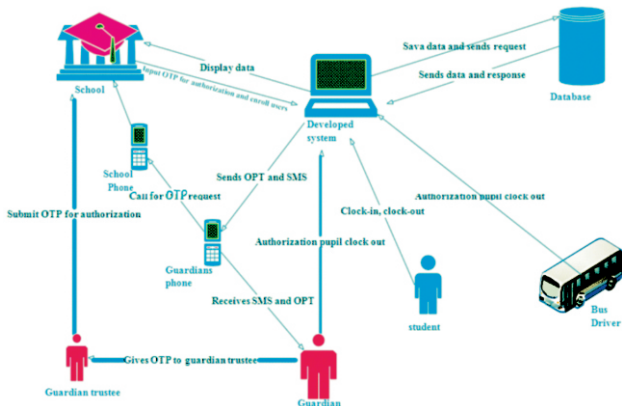 Display data
Sava data and sends request
Input OTP for authorization and enroll users
Sends data and response
School
Database
Developed
system
School
Phone
Sends OPT and SMS
Call for OTP request
Authorization pupil clock out
Submit OTP for authorization
Clock-in, clock-out
Authorization pupil clock out
Guardians
phone
Receives SMS and OPT
student
Bus
Driver
Gives OTP to guardian trustee
Guardian trustee
Guardian